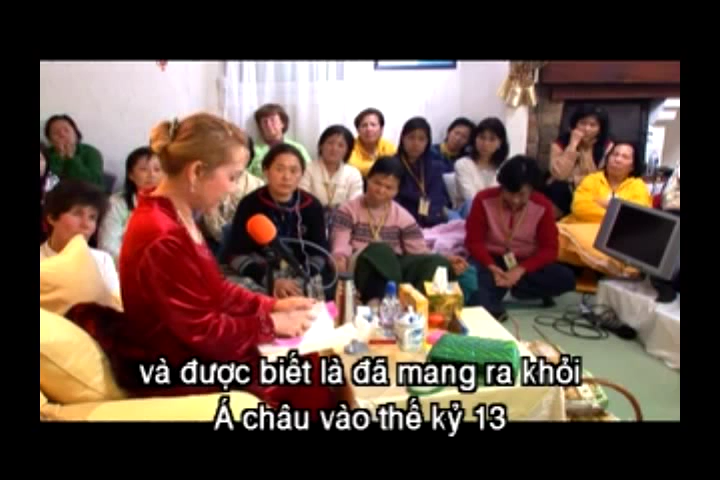 và được biết là đã mang ra khỏi
Á châu vào thế kỷ 13